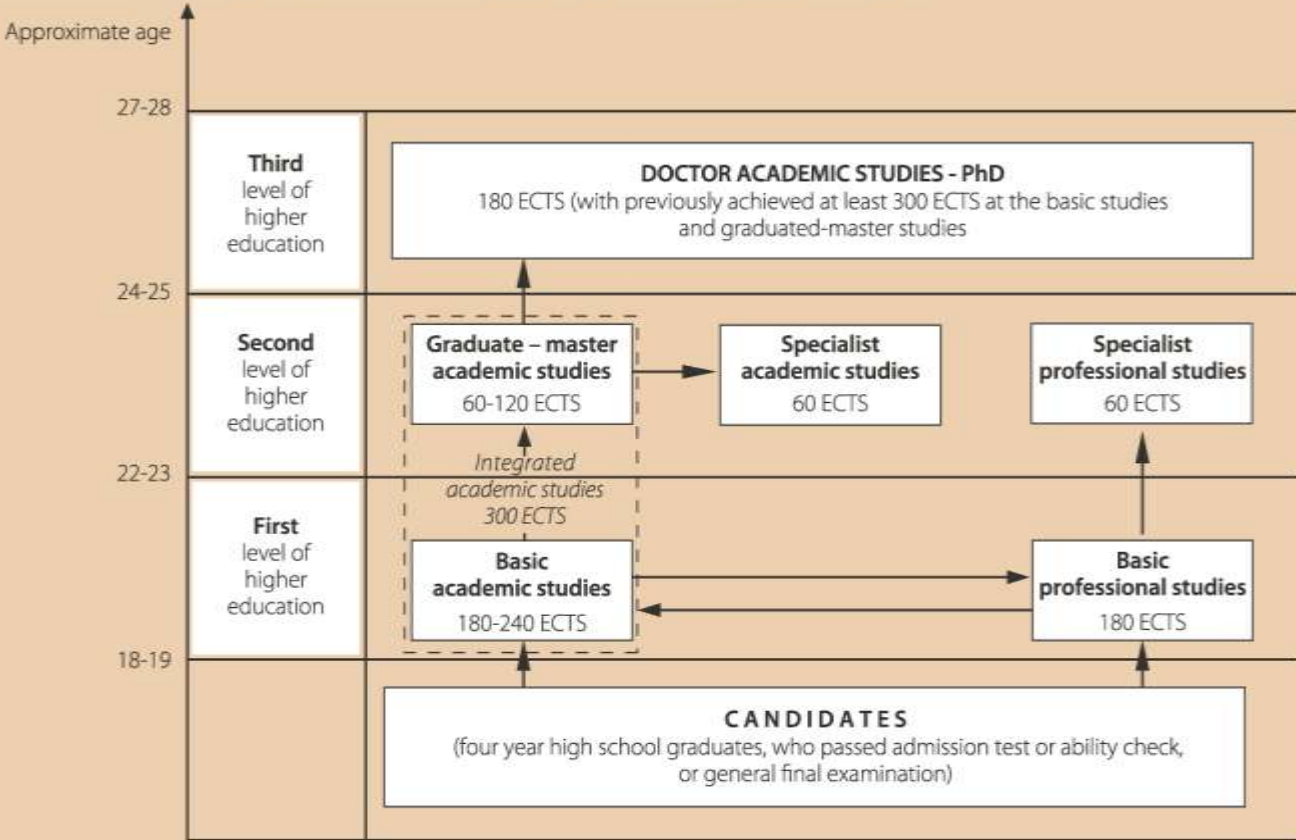 Approximate age
27-28
Third
level of
higher
education
DOCTOR ACADEMIC STUDIES - PhD
180 ECTS (with previously achieved at least 300 ECTS at the basic studies
and graduated-master studies
24-25
Second
level of
higher
education
Graduate – master
academic studies
60-120 ECTS
Specialist
academic studies
60 ECTS
Specialist
professional studies
60 ECTS
Integrated
academic studies
300 ECTS
22-23
First
level of
higher
education
Basic
academic studies
180-240 ECTS
Basic
professional studies
180 ECTS
18-19
CANDIDATES
(four year high school graduates, who passed admission test or ability check,
or general final examination)